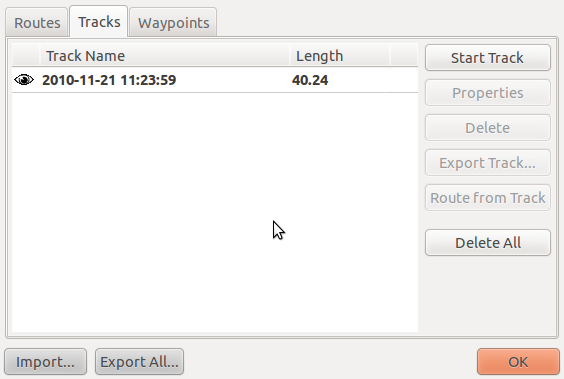 Routes Tracks Waypoints
Track Name Length
2010-11-21 11:23:59 40.24
Start Track
Properties
Delete
Export Track...
Route from Track
Delete All
Import... Export All... OK